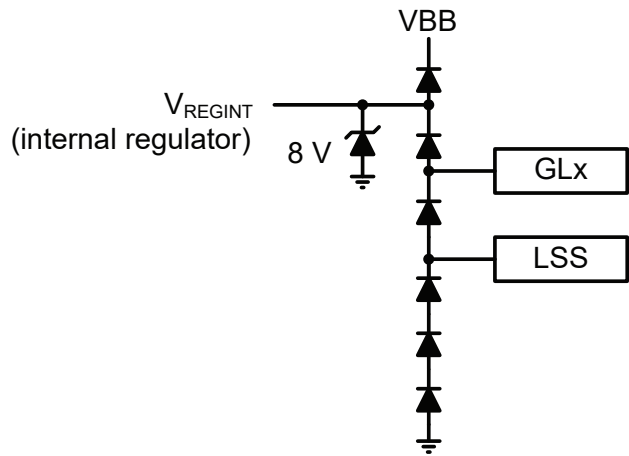 VBB
VREGINT
(internal regulator)
8 V
GLx
LSS